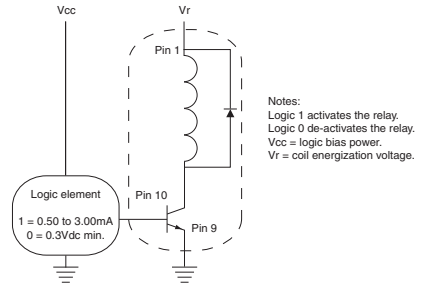 Vcc
Vr
Pin 1
Notes:
Logic 1 activates the relay.
Logic 0 de-activates the relay.
Vcc = logic bias power.
Vr = coil energization voltage.
Logic element
1 = 0.50 to 3.00mA
0 = 0.3Vdc min.
Pin 10
Pin 9